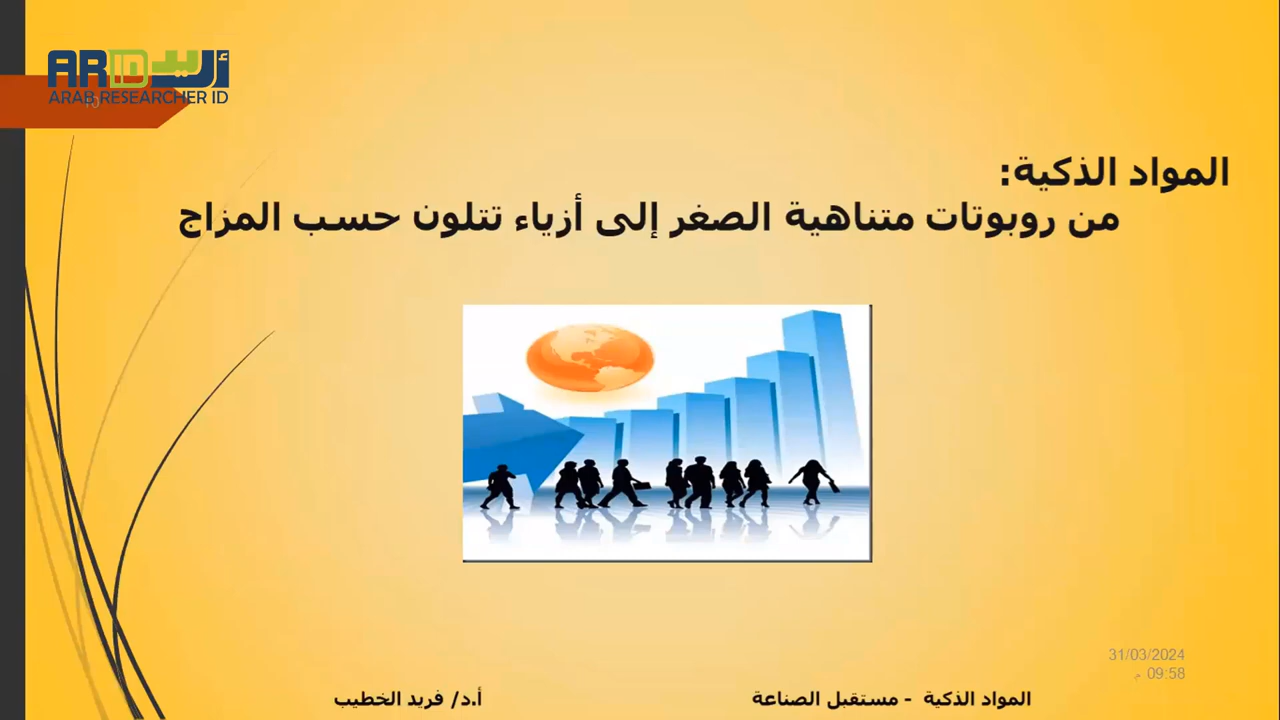 ARID أريد
ARAB RESEARCHER ID
المواد الذكية:
من روبوتات متناهية الصغر إلى أزياء تتلون حسب المزاج
31/03/2024
09:58 م
المواد الذكية - مستقبل الصناعة
أ.د/ فريد الخطيب